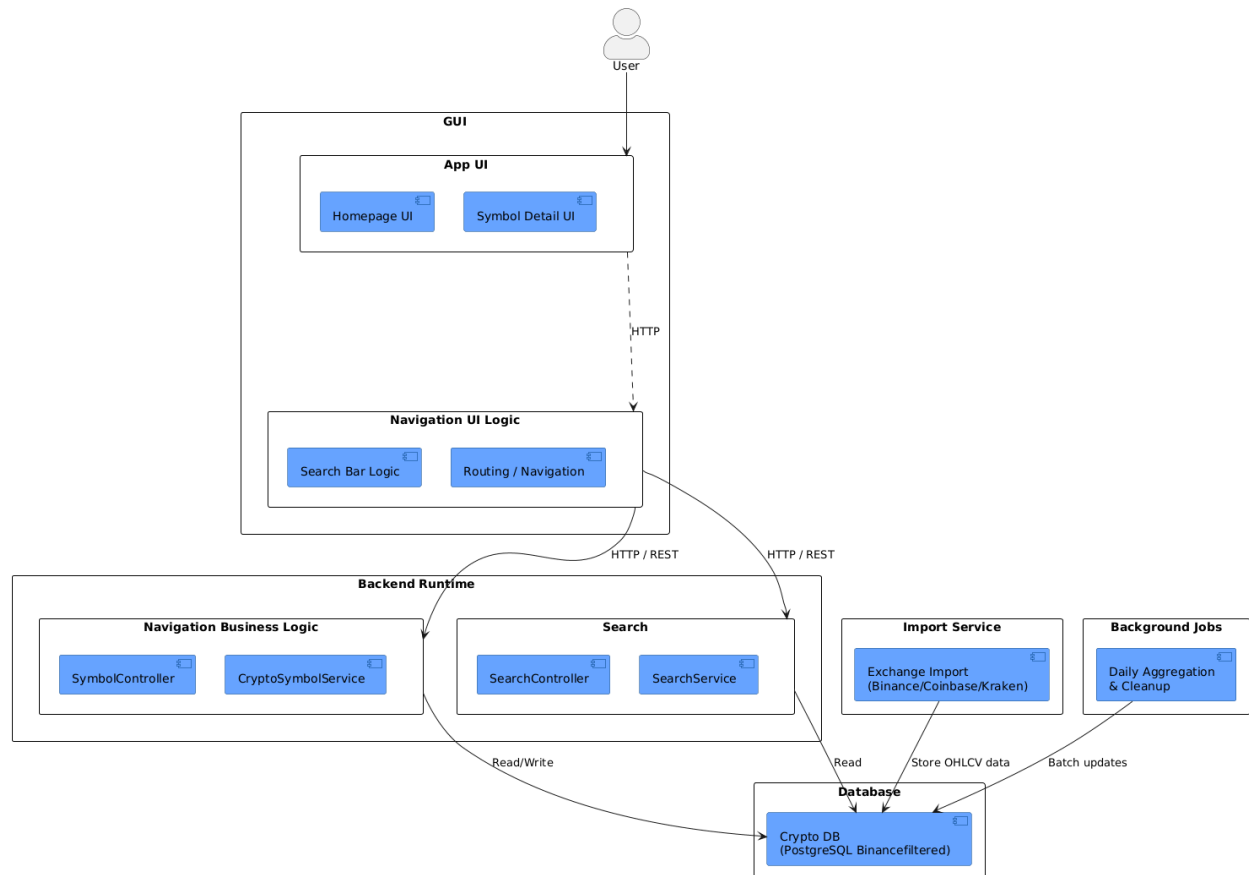 User
GUI
App UI
Homepage UI
Symbol Detail UI
HTTP
Navigation UI Logic
Search Bar Logic
Routing / Navigation
HTTP / REST
HTTP / REST
Backend Runtime
Navigation Business Logic
SymbolController
CryptoSymbolService
Search
SearchController
SearchService
Import Service
Exchange Import
(Binance/Coinbase/Kraken)
Background Jobs
Daily Aggregation
& Cleanup
Read/Write
Read
Store OHLCV data
Batch updates
Database
Crypto DB
(PostgreSQL Binancefiltered)